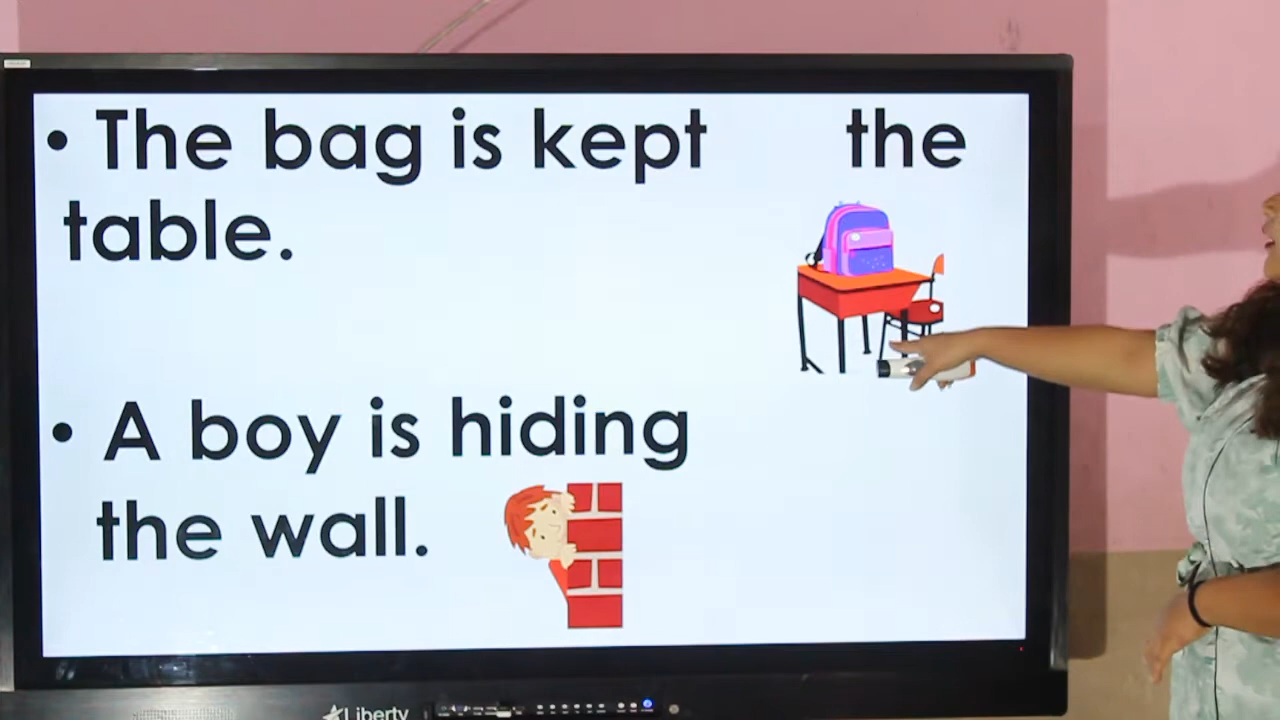 • The bag is kept the
table.
• A boy is hiding
the wall.
Liberty